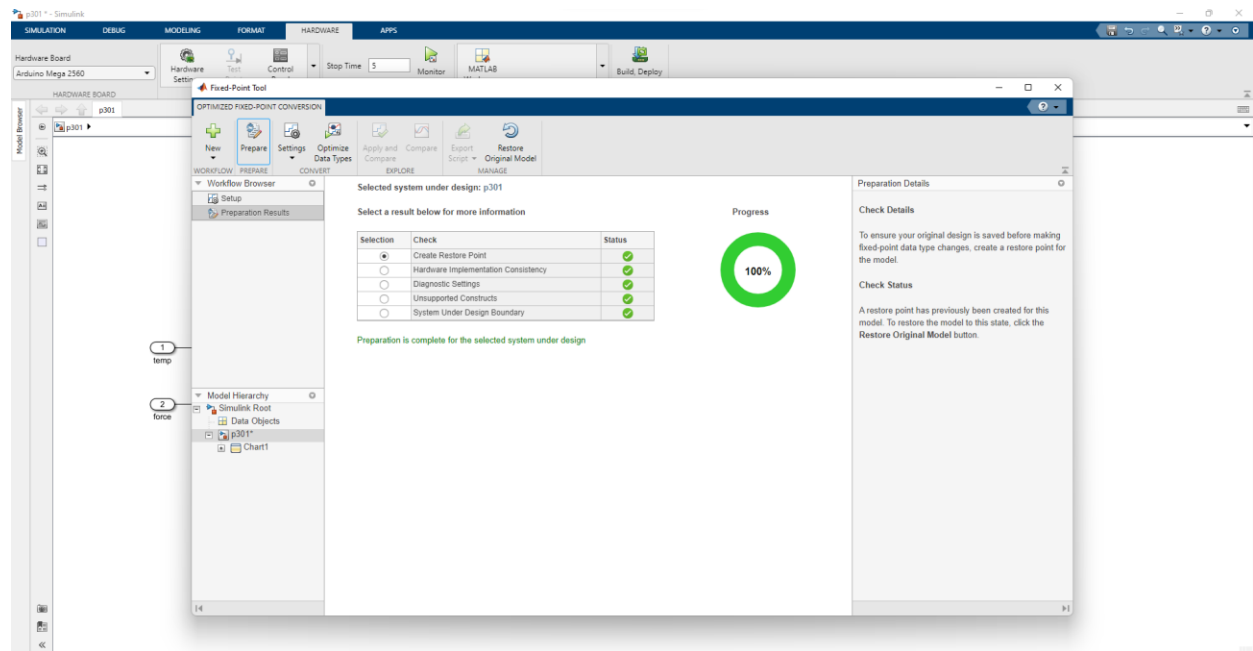 p301 * - Simulink
SIMULATION DEBUG MODELING FORMAT HARDWARE APPS
Hardware Board
Arduino Mega 2560
Hardware
Test
Control
Stop Time 5
Monitor
MATLAB
Build, Deploy
HARDWARE BOARD
Model Browser
p301
p301
1
temp
2
force
Fixed-Point Tool
OPTIMIZED FIXED-POINT CONVERSION
New
Prepare
Settings
Optimize
Data Types
Apply and
Compare
Compare
Export
Script
Restore
Original Model
WORKFLOW PREPARE CONVERT EXPLORE MANAGE
Workflow Browser
Setup
Preparation Results
Model Hierarchy
Simulink Root
Data Objects
p301*
Chart1
Selected system under design: p301
Select a result below for more information
Selection Check Status
Create Restore Point
Hardware Implementation Consistency
Diagnostic Settings
Unsupported Constructs
System Under Design Boundary
Preparation is complete for the selected system under design
Progress
100%
Preparation Details
Check Details
To ensure your original design is saved before making
fixed-point data type changes, create a restore point for
the model.
Check Status
A restore point has previously been created for this
model. To restore the model to this state, click the
Restore Original Model button.